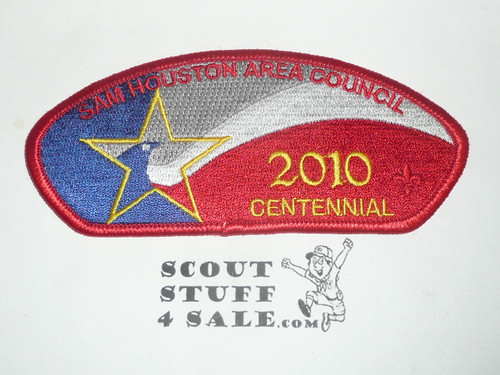 SAM HOUSTON AREA COUNCIL
2010
CENTENNIAL
SCOUT
STUFF
4 SALE.COM